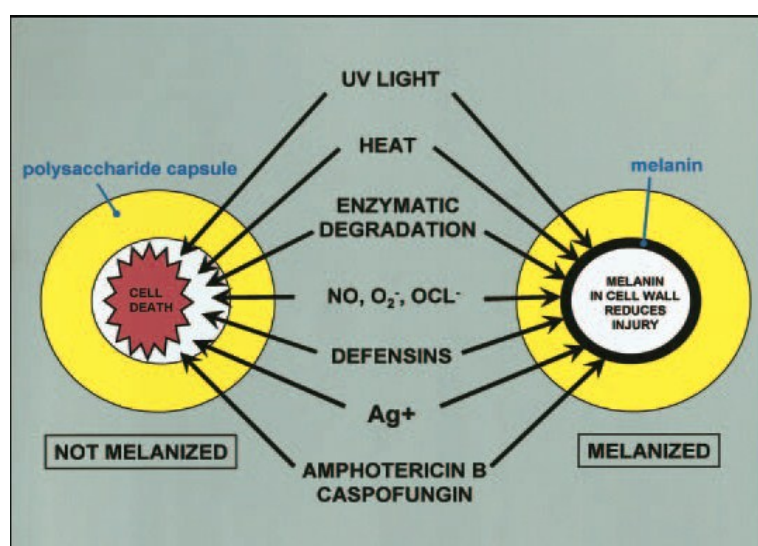 UV LIGHT
HEAT
polysaccharide capsule
melanin
ENZYMATIC
DEGRADATION
CELL
DEATH
NO, O₂⁻, OCL⁻
MELANIN
IN CELL WALL
REDUCES
INJURY
DEFENSINS
Ag+
NOT MELANIZED
MELANIZED
AMPHOTERICIN B
CASPOFUNGIN